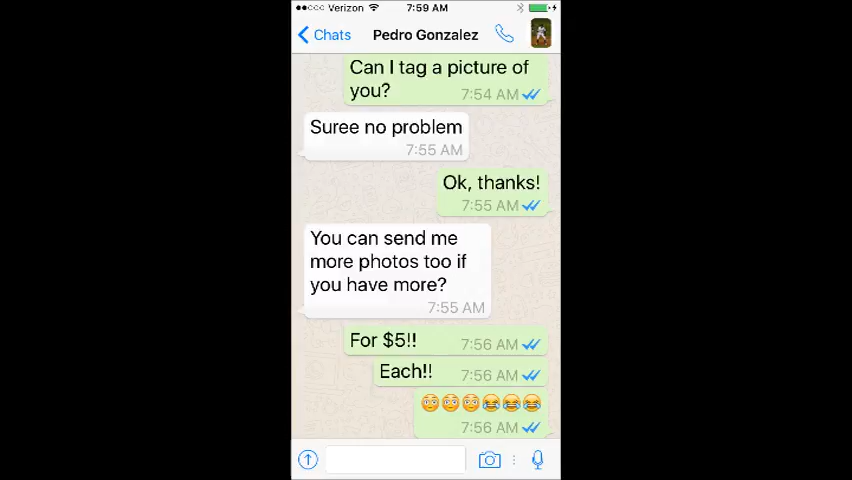 Verizon 7:59 AM
Chats Pedro Gonzalez
Can I tag a picture of
you?
7:54 AM
Suree no problem
7:55 AM
Ok, thanks!
7:55 AM
You can send me
more photos too if
you have more?
7:55 AM
For $5!! 7:56 AM
Each!! 7:56 AM
😳😳😳😂😂😂
7:56 AM